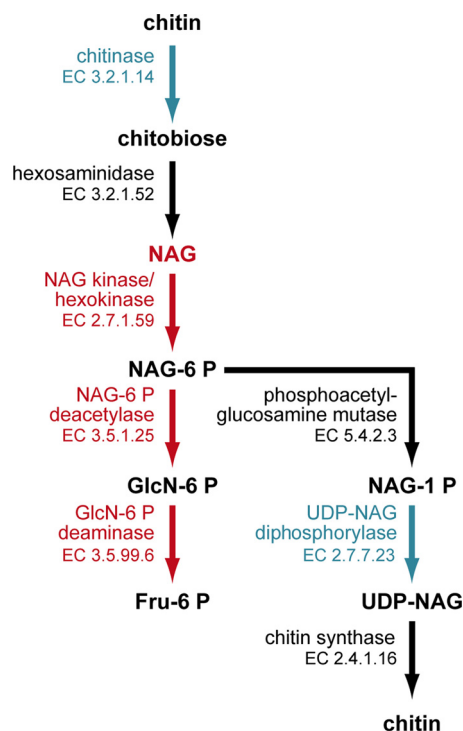 chitin
chitinase
EC 3.2.1.14
chitobiose
hexosaminidase
EC 3.2.1.52
NAG
NAG kinase/
hexokinase
EC 2.7.1.59
NAG-6 P
NAG-6 P
deacetylase
EC 3.5.1.25
phosphoacetyl-
glucosamine mutase
EC 5.4.2.3
GlcN-6 P
NAG-1 P
GlcN-6 P
deaminase
EC 3.5.99.6
UDP-NAG
diphosphorylase
EC 2.7.7.23
Fru-6 P
UDP-NAG
chitin synthase
EC 2.4.1.16
chitin